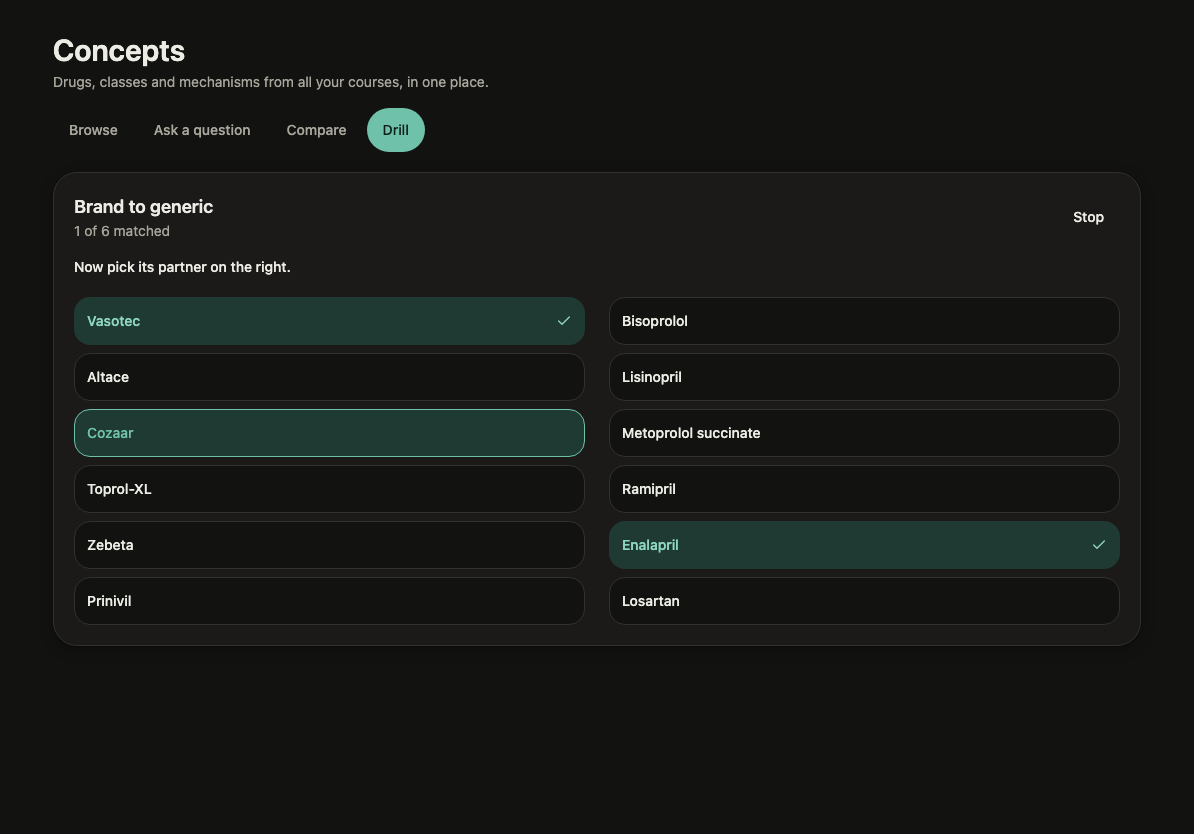 Concepts
Drugs, classes and mechanisms from all your courses, in one place.
Browse
Ask a question
Compare
Drill
Brand to generic
1 of 6 matched
Stop
Now pick its partner on the right.
Vasotec
Bisoprolol
Altace
Lisinopril
Cozaar
Metoprolol succinate
Toprol-XL
Ramipril
Zebeta
Enalapril
Prinivil
Losartan